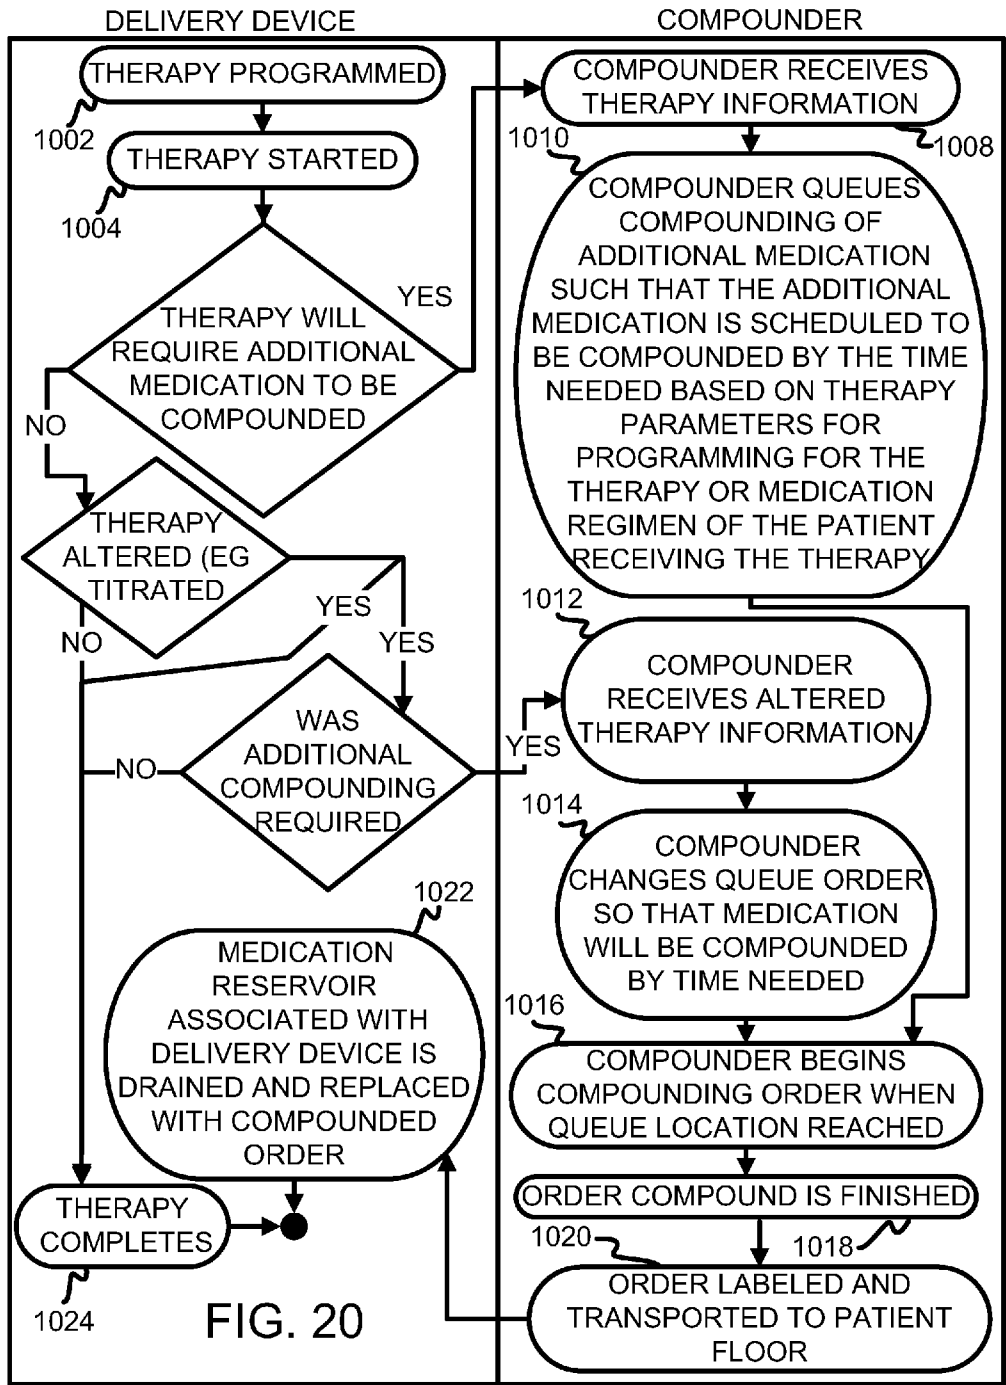 DELIVERY DEVICE
COMPOUNDER
THERAPY PROGRAMMED
1002
THERAPY STARTED
1004
THERAPY WILL
REQUIRE ADDITIONAL
MEDICATION TO BE
COMPOUNDED
YES
NO
THERAPY
ALTERED (EG
TITRATED
YES
YES
NO
WAS
ADDITIONAL
COMPOUNDING
REQUIRED
NO
YES
COMPOUNDER RECEIVES
THERAPY INFORMATION
1008
1010
COMPOUNDER QUEUES
COMPOUNDING OF
ADDITIONAL MEDICATION
SUCH THAT THE ADDITIONAL
MEDICATION IS SCHEDULED TO
BE COMPOUNDED BY THE TIME
NEEDED BASED ON THERAPY
PARAMETERS FOR
PROGRAMMING FOR THE
THERAPY OR MEDICATION
REGIMEN OF THE PATIENT
RECEIVING THE THERAPY
1012
COMPOUNDER
RECEIVES ALTERED
THERAPY INFORMATION
1014
COMPOUNDER
CHANGES QUEUE ORDER
SO THAT MEDICATION
WILL BE COMPOUNDED
BY TIME NEEDED
1016
COMPOUNDER BEGINS
COMPOUNDING ORDER WHEN
QUEUE LOCATION REACHED
ORDER COMPOUND IS FINISHED
1018
1020
ORDER LABELED AND
TRANSPORTED TO PATIENT
FLOOR
1022
MEDICATION
RESERVOIR
ASSOCIATED WITH
DELIVERY DEVICE IS
DRAINED AND REPLACED
WITH COMPOUNDED
ORDER
THERAPY
COMPLETES
1024
FIG. 20